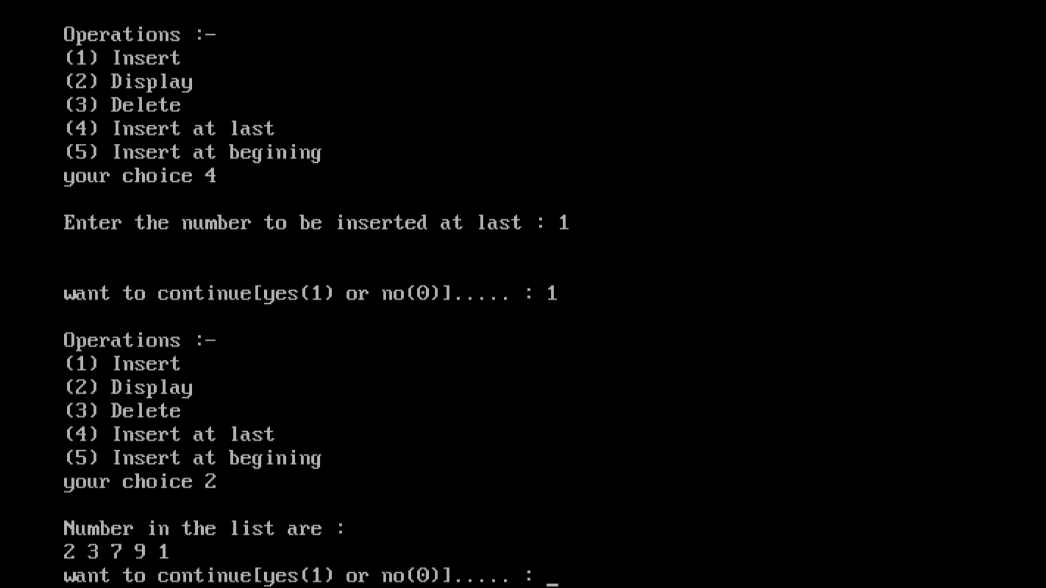 Operations :-
(1) Insert
(2) Display
(3) Delete
(4) Insert at last
(5) Insert at begining
your choice 4
Enter the number to be inserted at last : 1
want to continue[yes(1) or no(0)]..... : 1
Operations :-
(1) Insert
(2) Display
(3) Delete
(4) Insert at last
(5) Insert at begining
your choice 2
Number in the list are :
2 3 7 9 1
want to continue[yes(1) or no(0)]..... : _